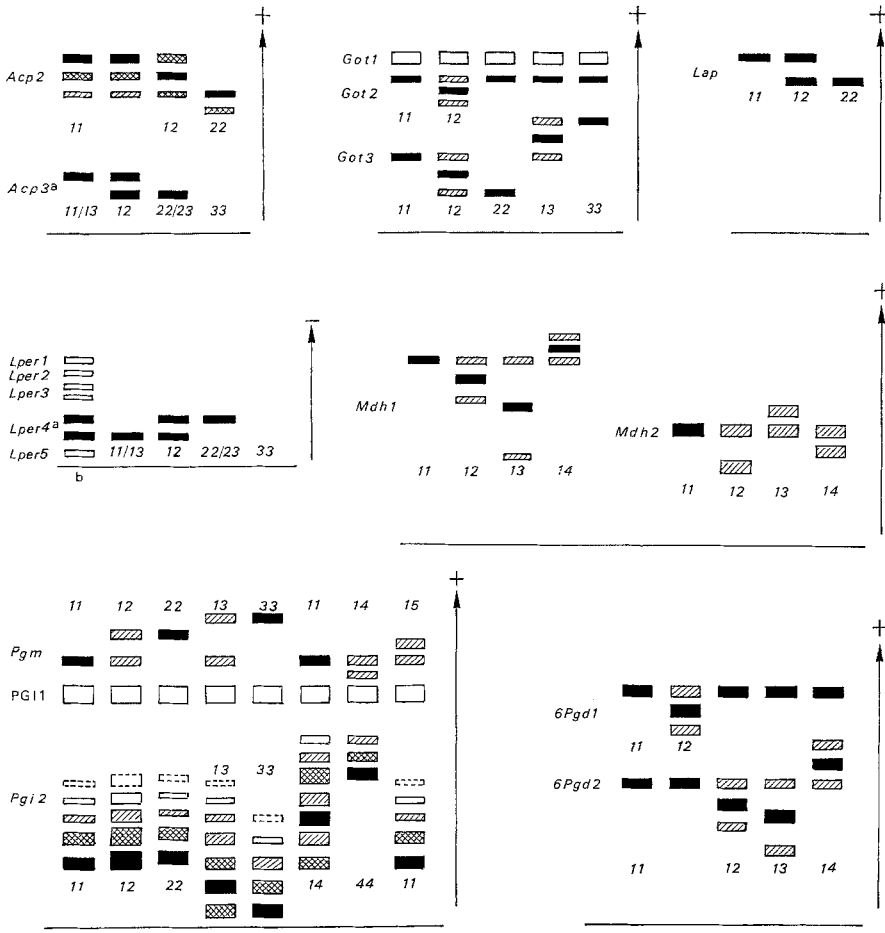 + + +
Acp2
11 12 22
Acp3a
11/13 12 22/23 33
Got1
Got2
11 12
Got3
11 12 22 13 33
Lap
11 12 22
−
Lper1
Lper2
Lper3
Lper4a
Lper5
11/13 12 22/23 33
b
+
Mdh1
11 12 13 14
Mdh2
11 12 13 14
+
11 12 22 13 33 11 14 15
Pgm
PGI1
13 33
Pgi2
11 12 22 14 44 11
+
6Pgd1
11 12
6Pgd2
11 12 13 14